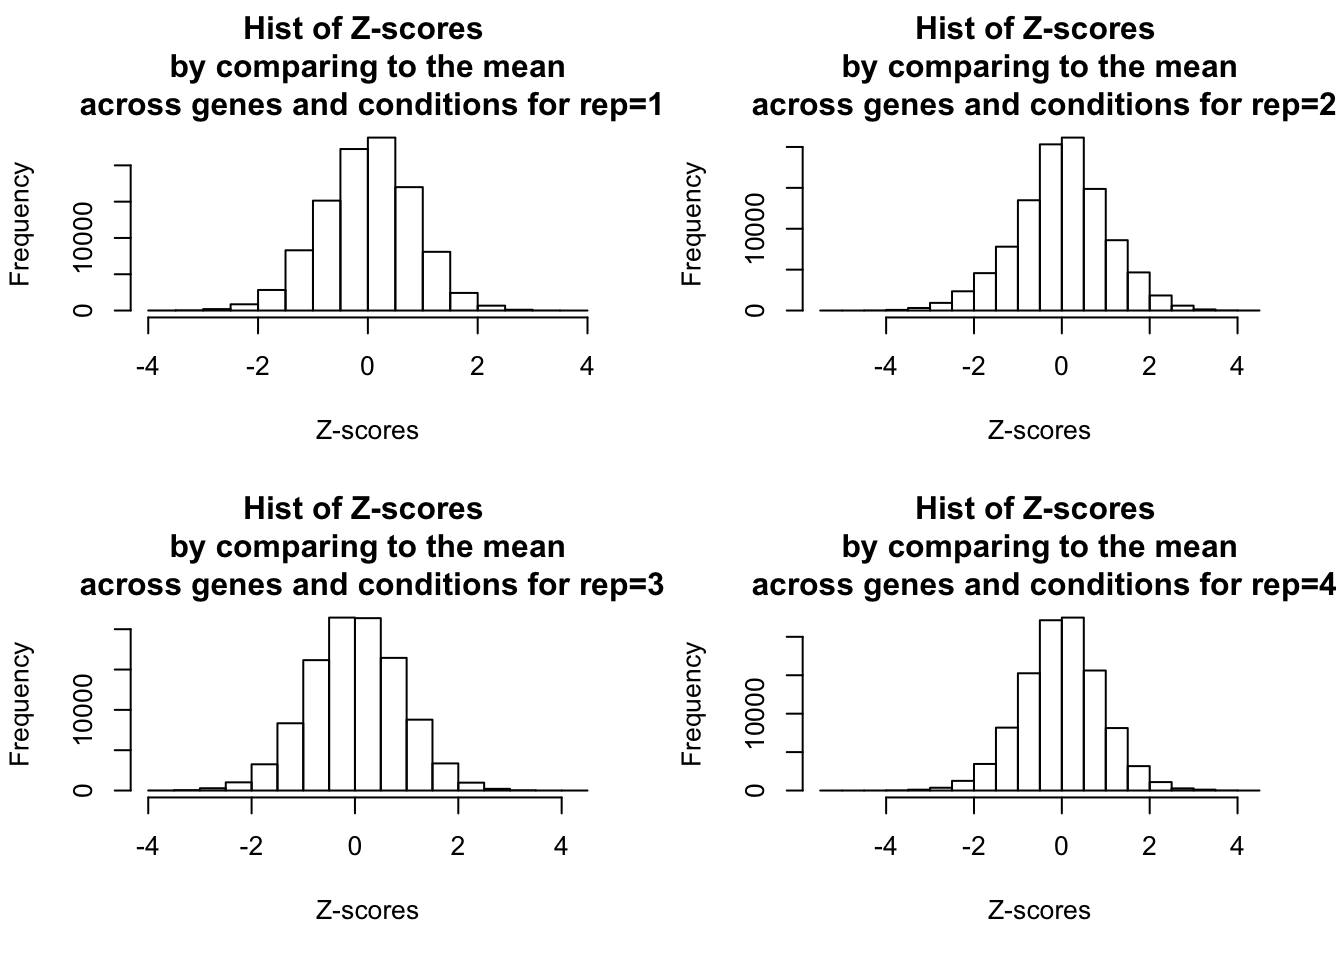 Hist of Z-scores
by comparing to the mean
across genes and conditions for rep=1
Frequency
10000
0
-4 -2 0 2 4
Z-scores
Hist of Z-scores
by comparing to the mean
across genes and conditions for rep=2
Frequency
10000
0
-4 -2 0 2 4
Z-scores
Hist of Z-scores
by comparing to the mean
across genes and conditions for rep=3
Frequency
10000
0
-4 -2 0 2 4
Z-scores
Hist of Z-scores
by comparing to the mean
across genes and conditions for rep=4
Frequency
10000
0
-4 -2 0 2 4
Z-scores